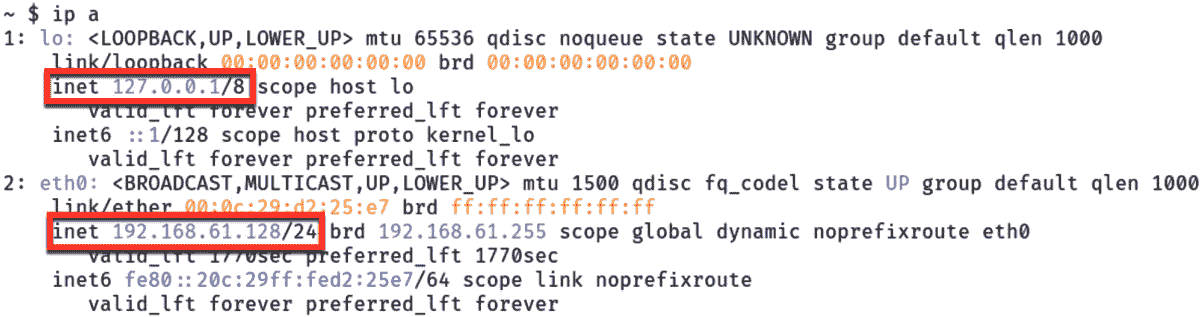 ~ $ ip a
1: lo: <LOOPBACK,UP,LOWER_UP> mtu 65536 qdisc noqueue state UNKNOWN group default qlen 1000
    link/loopback 00:00:00:00:00:00 brd 00:00:00:00:00:00
    inet 127.0.0.1/8 scope host lo
       valid_lft forever preferred_lft forever
    inet6 ::1/128 scope host proto kernel_lo
       valid_lft forever preferred_lft forever
2: eth0: <BROADCAST,MULTICAST,UP,LOWER_UP> mtu 1500 qdisc fq_codel state UP group default qlen 1000
    link/ether 00:0c:29:d2:25:e7 brd ff:ff:ff:ff:ff:ff
    inet 192.168.61.128/24 brd 192.168.61.255 scope global dynamic noprefixroute eth0
       valid_lft 1770sec preferred_lft 1770sec
    inet6 fe80::20c:29ff:fed2:25e7/64 scope link noprefixroute
       valid_lft forever preferred_lft forever